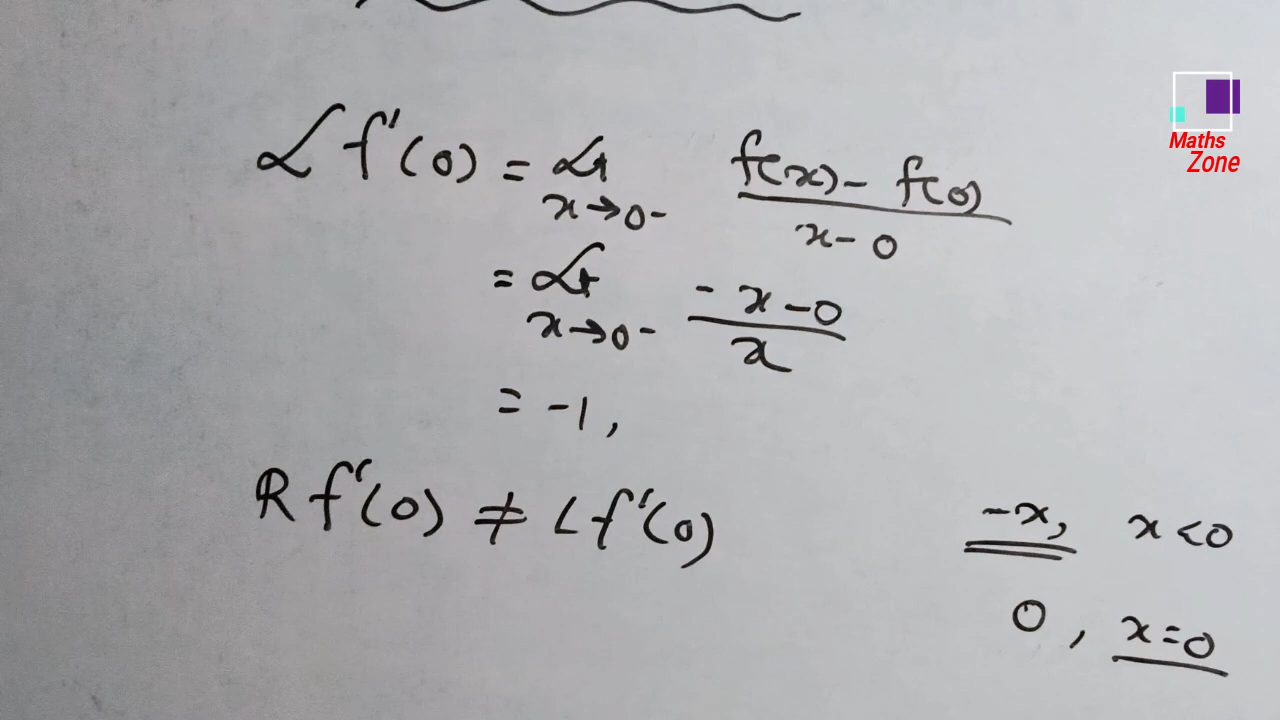 Lf'(0) = Lt f(x) - f(0)
x→0- x-0
= Lt -x-0
x→0- x
= -1,
Rf'(0) ≠ Lf'(0)
-x, x<0
0, x=0
Maths
Zone